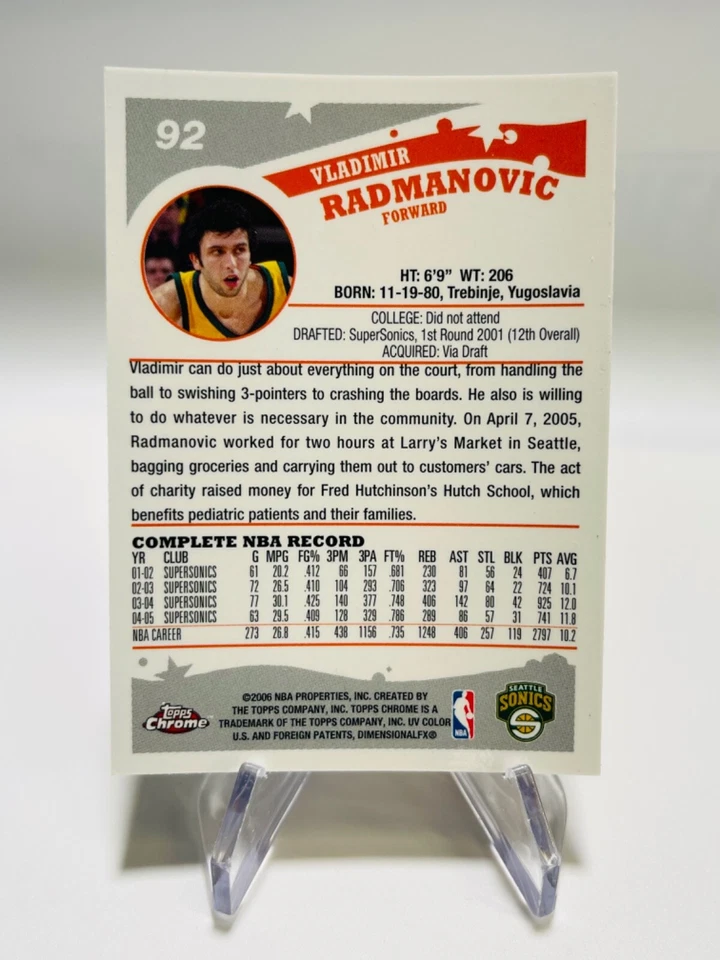 92
VLADIMIR
RADMANOVIC
FORWARD
HT: 6'9" WT: 206
BORN: 11-19-80, Trebinje, Yugoslavia
COLLEGE: Did not attend
DRAFTED: SuperSonics, 1st Round 2001 (12th Overall)
ACQUIRED: Via Draft
Vladimir can do just about everything on the court, from handling the
ball to swishing 3-pointers to crashing the boards. He also is willing
to do whatever is necessary in the community. On April 7, 2005,
Radmanovic worked for two hours at Larry's Market in Seattle,
bagging groceries and carrying them out to customers' cars. The act
of charity raised money for Fred Hutchinson's Hutch School, which
benefits pediatric patients and their families.
COMPLETE NBA RECORD
YR CLUB G MPG FG% 3PM 3PA FT% REB AST STL BLK PTS AVG
01-02 SUPERSONICS 61 20.2 .412 66 157 .681 230 81 56 24 407 6.7
02-03 SUPERSONICS 72 26.5 .410 104 293 .706 323 97 64 22 724 10.1
03-04 SUPERSONICS 77 30.1 .425 140 377 .748 406 142 80 42 925 12.0
04-05 SUPERSONICS 63 29.5 .409 128 329 .786 289 86 57 31 741 11.8
NBA CAREER 273 26.8 .415 438 1156 .735 1248 406 257 119 2797 10.2
©2006 NBA PROPERTIES, INC. CREATED BY
THE TOPPS COMPANY, INC. TOPPS CHROME IS A
TRADEMARK OF THE TOPPS COMPANY, INC. UV COLOR
U.S. AND FOREIGN PATENTS, DIMENSIONALFX®
Topps
Chrome
NBA
SEATTLE
SONICS